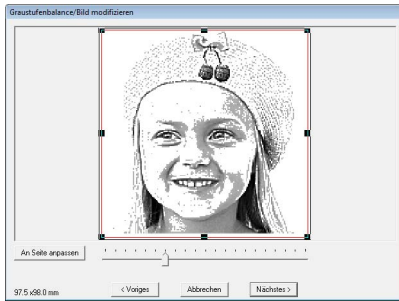 Graustufenbalance/Bild modifizieren
An Seite anpassen
97.5 x98.0 mm
< Voriges
Abbrechen
Nächstes >